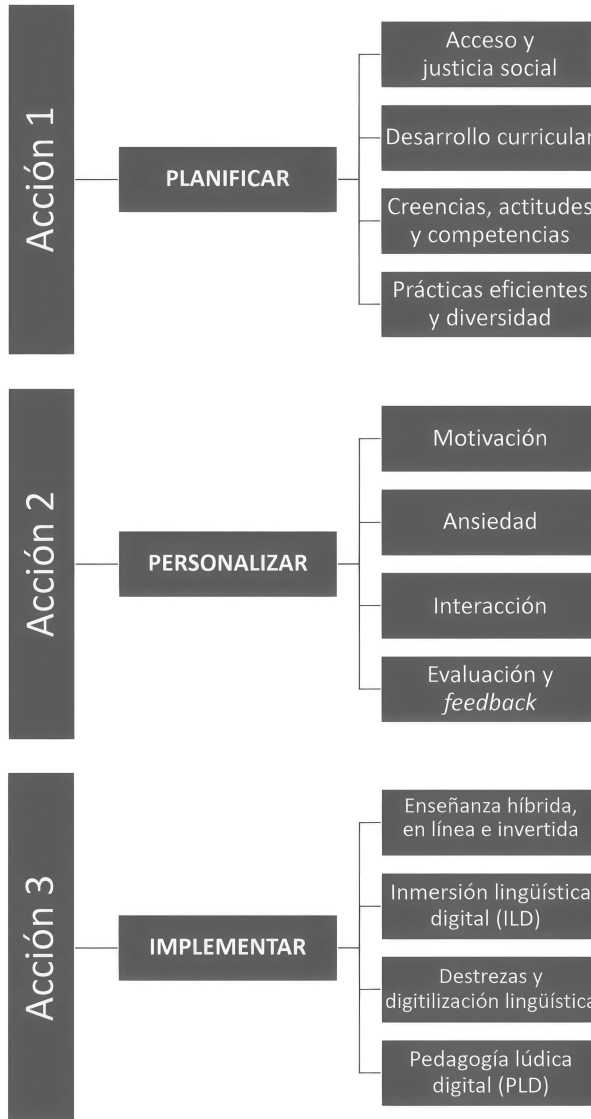 Acción 1
PLANIFICAR
Acceso y
justicia social
Desarrollo curricular
Creencias, actitudes
y competencias
Prácticas eficientes
y diversidad
Acción 2
PERSONALIZAR
Motivación
Ansiedad
Interacción
Evaluación y
feedback
Acción 3
IMPLEMENTAR
Enseñanza híbrida,
en línea e invertida
Inmersión lingüística
digital (ILD)
Destrezas y
digitilización lingüística
Pedagogía lúdica
digital (PLD)